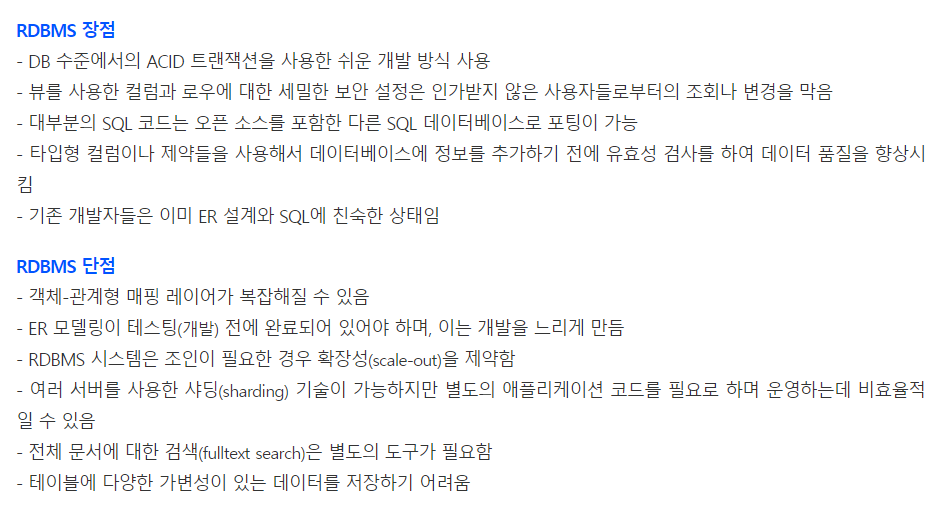 RDBMS 장점
- DB 수준에서의 ACID 트랜잭션을 사용한 쉬운 개발 방식 사용
- 뷰를 사용한 컬럼과 로우에 대한 세밀한 보안 설정은 인가받지 않은 사용자들로부터의 조회나 변경을 막음
- 대부분의 SQL 코드는 오픈 소스를 포함한 다른 SQL 데이터베이스로 포팅이 가능
- 타입형 컬럼이나 제약들을 사용해서 데이터베이스에 정보를 추가하기 전에 유효성 검사를 하여 데이터 품질을 향상시
킴
- 기존 개발자들은 이미 ER 설계와 SQL에 친숙한 상태임
RDBMS 단점
- 객체-관계형 매핑 레이어가 복잡해질 수 있음
- ER 모델링이 테스팅(개발) 전에 완료되어 있어야 하며, 이는 개발을 느리게 만듬
- RDBMS 시스템은 조인이 필요한 경우 확장성(scale-out)을 제약함
- 여러 서버를 사용한 샤딩(sharding) 기술이 가능하지만 별도의 애플리케이션 코드를 필요로 하며 운영하는데 비효율적
일 수 있음
- 전체 문서에 대한 검색(fulltext search)은 별도의 도구가 필요함
- 테이블에 다양한 가변성이 있는 데이터를 저장하기 어려움